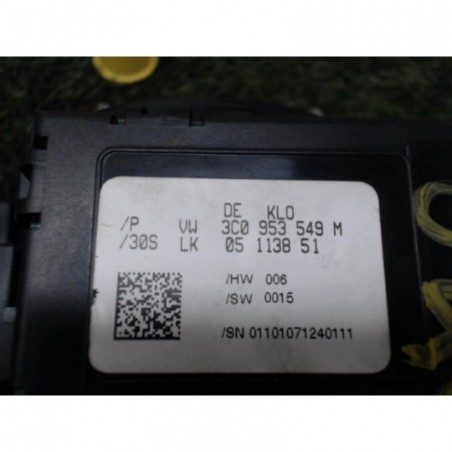 DE KLO
/P VW 3C0 953 549 M
/30S LK 05 1138 51
/HW 006
/SW 0015
/SN 01101071240111